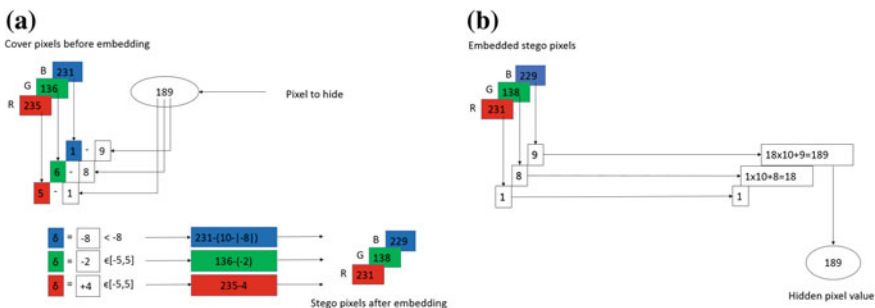 (a)
Cover pixels before embedding
B 231
G 136
R 235
189
Pixel to hide
1 - 9
6 - 8
5 - 1
δ = -8 < -8 231-(10-|-8|)
δ = -2 ϵ[-5,5] 136-(-2)
δ = +4 ϵ[-5,5] 235-4
B 229
G 138
R 231
Stego pixels after embedding
(b)
Embedded stego pixels
B 229
G 138
R 231
9 18x10+9=189
8 1x10+8=18
1 1
189
Hidden pixel value